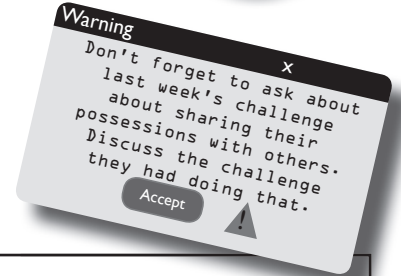 Warning
x
Don't forget to ask about
last week's challenge
about sharing their
possessions with others.
Discuss the challenge
they had doing that.
Accept
!